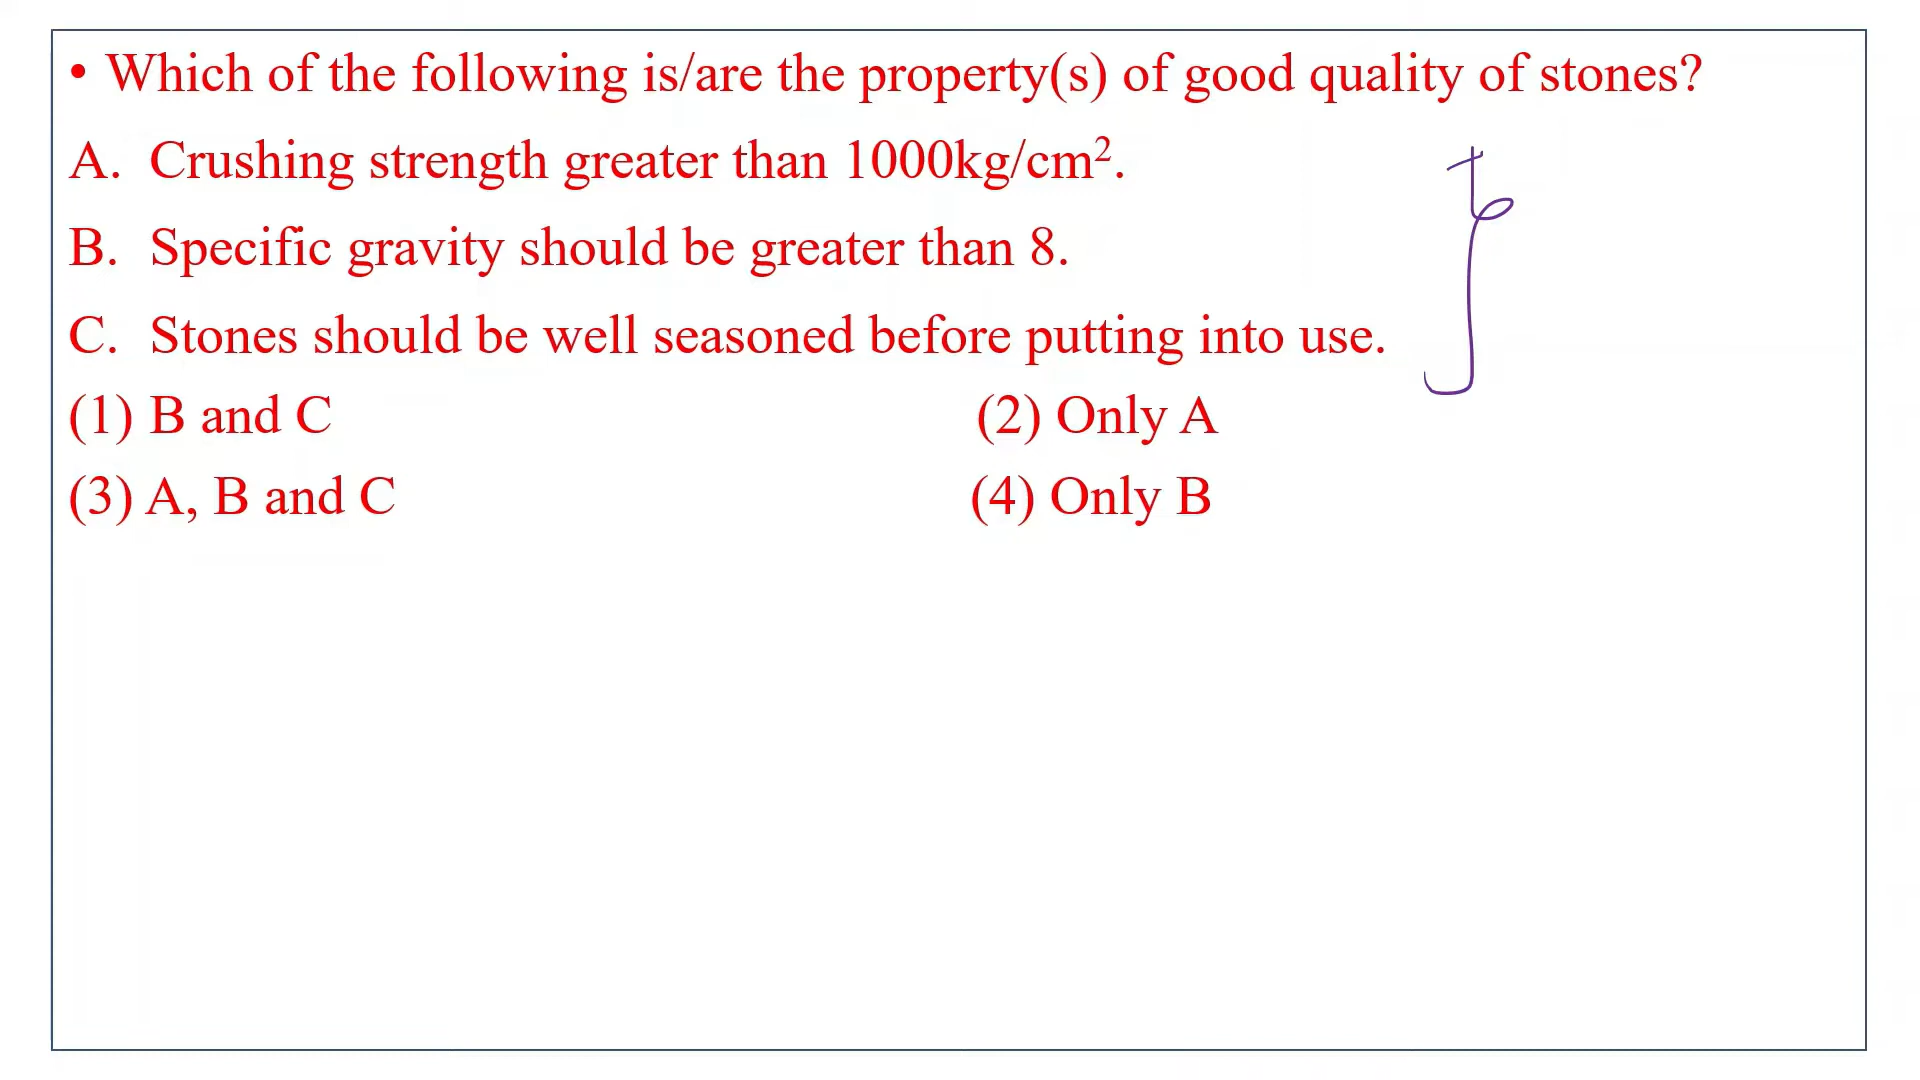 • Which of the following is/are the property(s) of good quality of stones?
A. Crushing strength greater than 1000kg/cm².
B. Specific gravity should be greater than 8.
C. Stones should be well seasoned before putting into use.
(1) B and C (2) Only A
(3) A, B and C (4) Only B